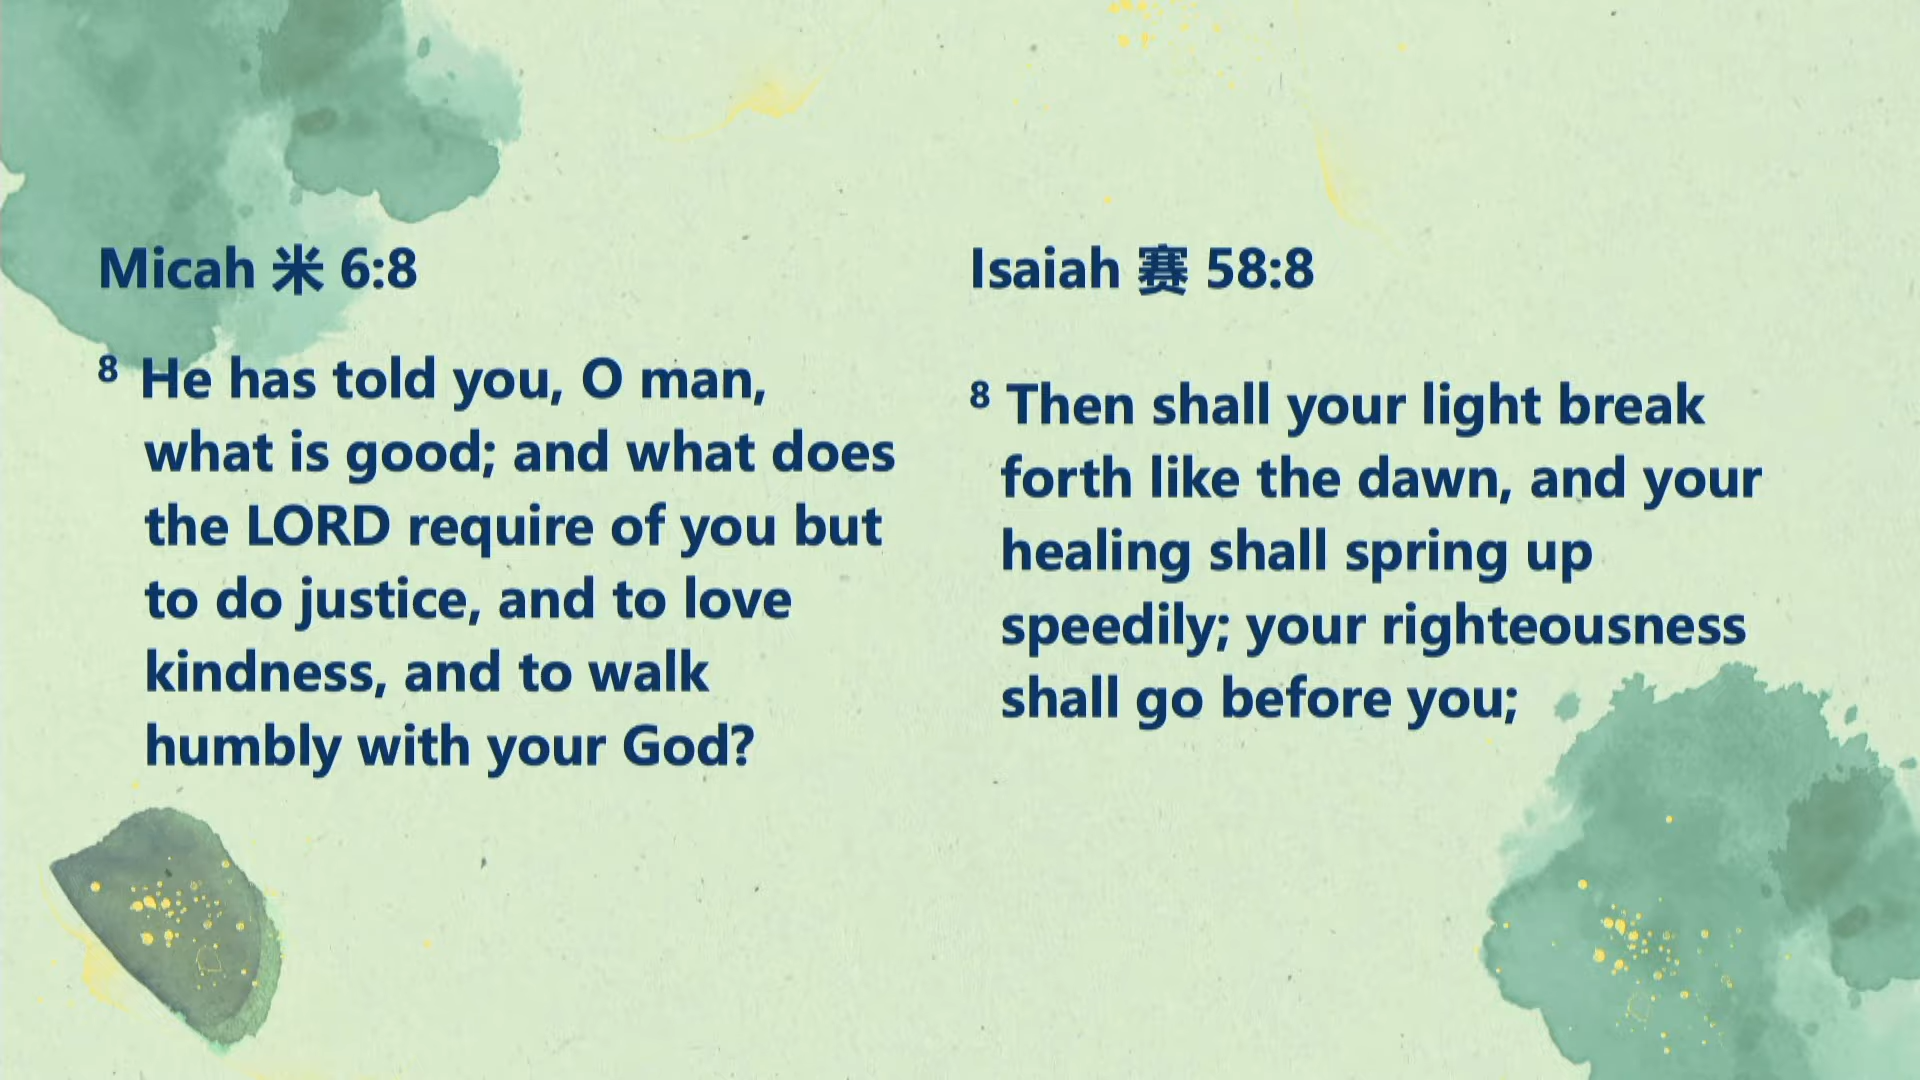 Micah 米 6:8
8 He has told you, O man,
what is good; and what does
the LORD require of you but
to do justice, and to love
kindness, and to walk
humbly with your God?
Isaiah 赛 58:8
8 Then shall your light break
forth like the dawn, and your
healing shall spring up
speedily; your righteousness
shall go before you;